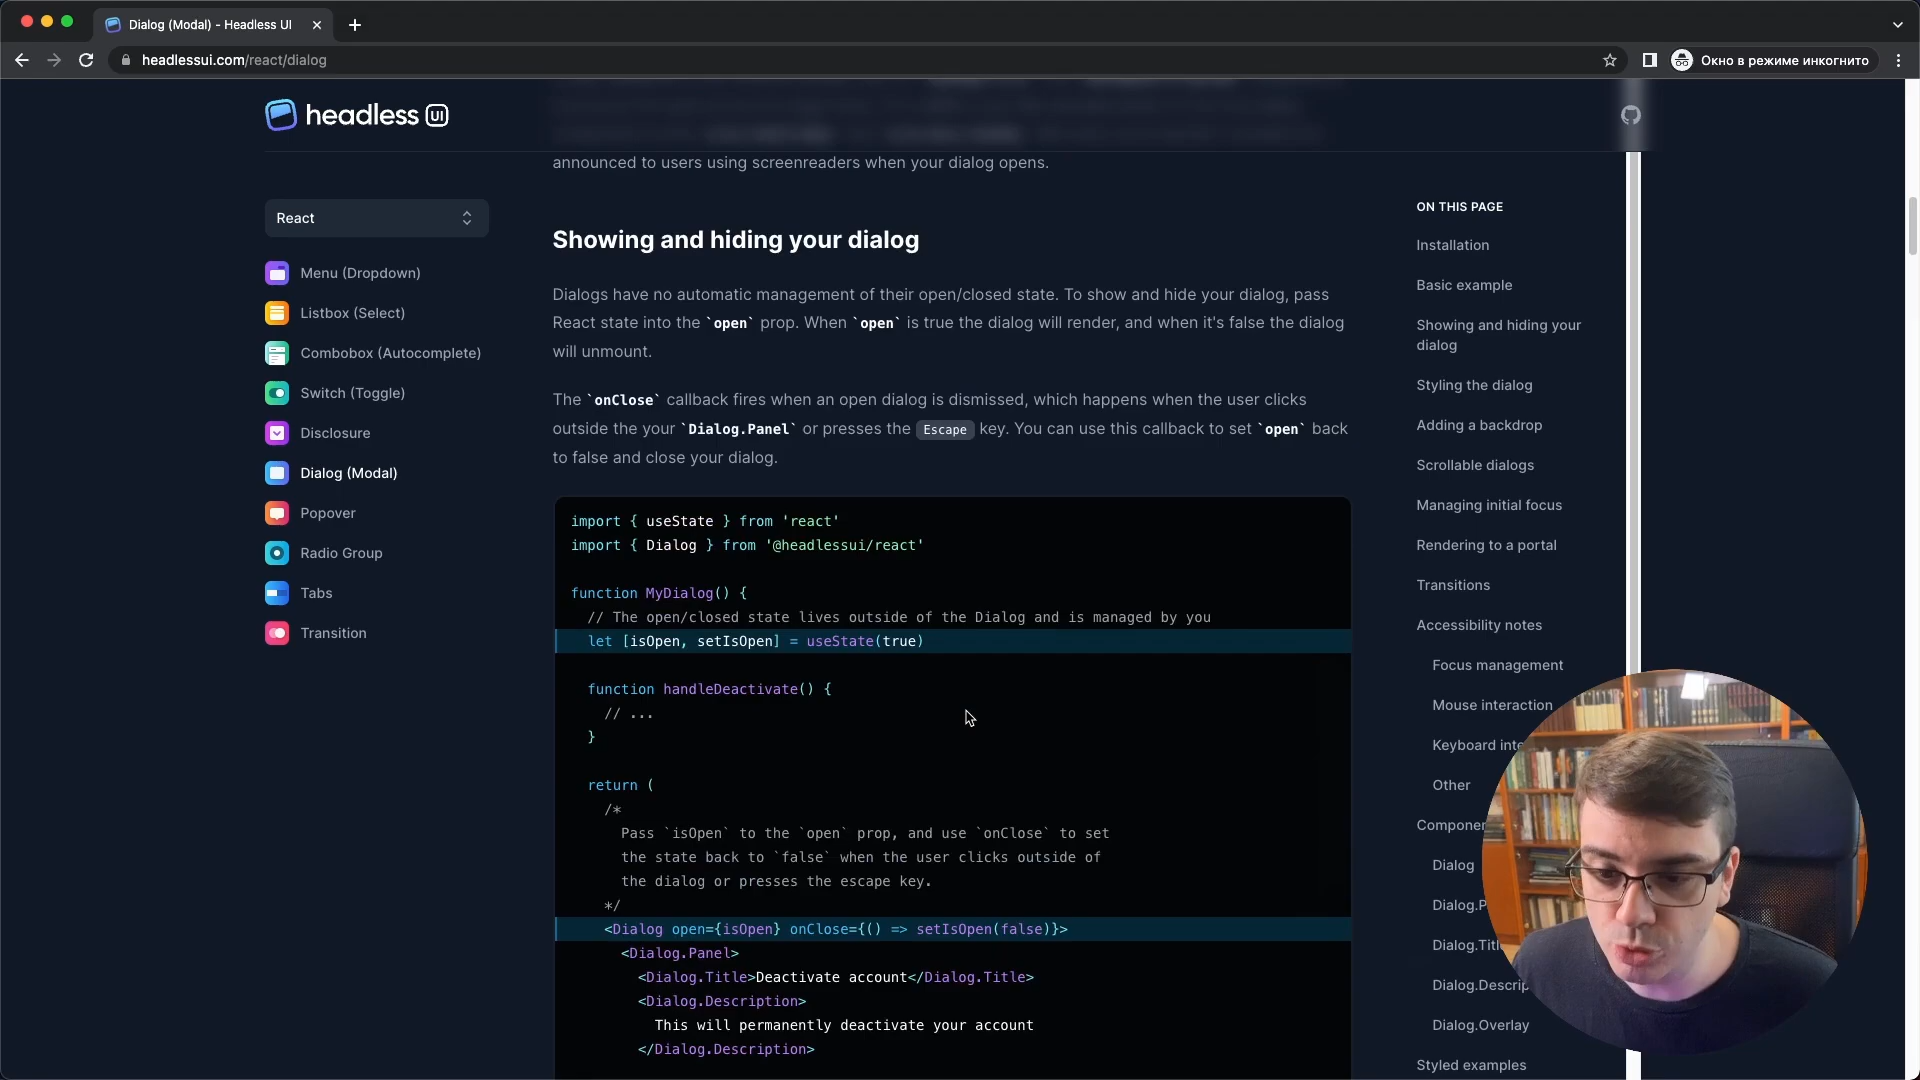 Dialog (Modal) - Headless UI
headlessui.com/react/dialog
Окно в режиме инкогнито
headless UI
announced to users using screenreaders when your dialog opens.
React
Menu (Dropdown)
Listbox (Select)
Combobox (Autocomplete)
Switch (Toggle)
Disclosure
Dialog (Modal)
Popover
Radio Group
Tabs
Transition
Showing and hiding your dialog
Dialogs have no automatic management of their open/closed state. To show and hide your dialog, pass
React state into the `open` prop. When `open` is true the dialog will render, and when it's false the dialog
will unmount.
The `onClose` callback fires when an open dialog is dismissed, which happens when the user clicks
outside the your `Dialog.Panel` or presses the Escape key. You can use this callback to set `open` back
to false and close your dialog.
import { useState } from 'react'
import { Dialog } from '@headlessui/react'
function MyDialog() {
// The open/closed state lives outside of the Dialog and is managed by you
let [isOpen, setIsOpen] = useState(true)
function handleDeactivate() {
// ...
}
return (
/*
Pass `isOpen` to the `open` prop, and use `onClose` to set
the state back to `false` when the user clicks outside of
the dialog or presses the escape key.
*/
<Dialog open={isOpen} onClose={() => setIsOpen(false)}>
<Dialog.Panel>
<Dialog.Title>Deactivate account</Dialog.Title>
<Dialog.Description>
This will permanently deactivate your account
</Dialog.Description>
ON THIS PAGE
Installation
Basic example
Showing and hiding your
dialog
Styling the dialog
Adding a backdrop
Scrollable dialogs
Managing initial focus
Rendering to a portal
Transitions
Accessibility notes
Focus management
Mouse interaction
Keyboard inte
Other
Componen
Dialog
Dialog.P
Dialog.Titl
Dialog.Descrip
Dialog.Overlay
Styled examples